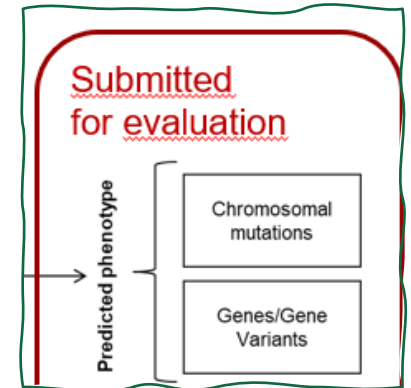 Submitted
for evaluation
Predicted phenotype
Chromosomal
mutations
Genes/Gene
Variants